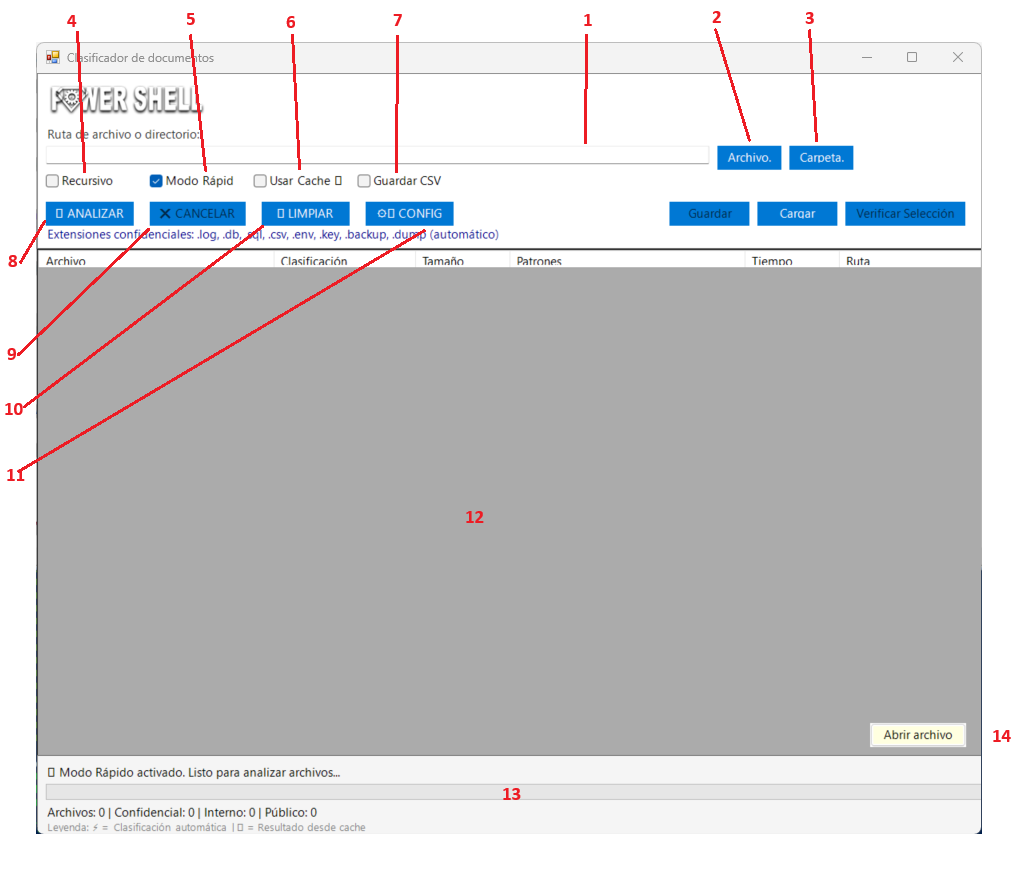 4 5 6 7 1 2 3
Clasificador de documentos
POWER SHELL
Ruta de archivo o directorio:
Archivo. Carpeta.
Recursivo Modo Rápid Usar Cache Guardar CSV
ANALIZAR CANCELAR LIMPIAR CONFIG Guardar Cargar Verificar Selección
Extensiones confidenciales: .log, .db, .sql, .csv, .env, .key, .backup, .dump (automático)
8
Archivo Clasificación Tamaño Patrones Tiempo Ruta
9
10
11
12
Abrir archivo 14
Modo Rápido activado. Listo para analizar archivos...
13
Archivos: 0 | Confidencial: 0 | Interno: 0 | Público: 0
Leyenda: ⚡ = Clasificación automática | ▯ = Resultado desde cache